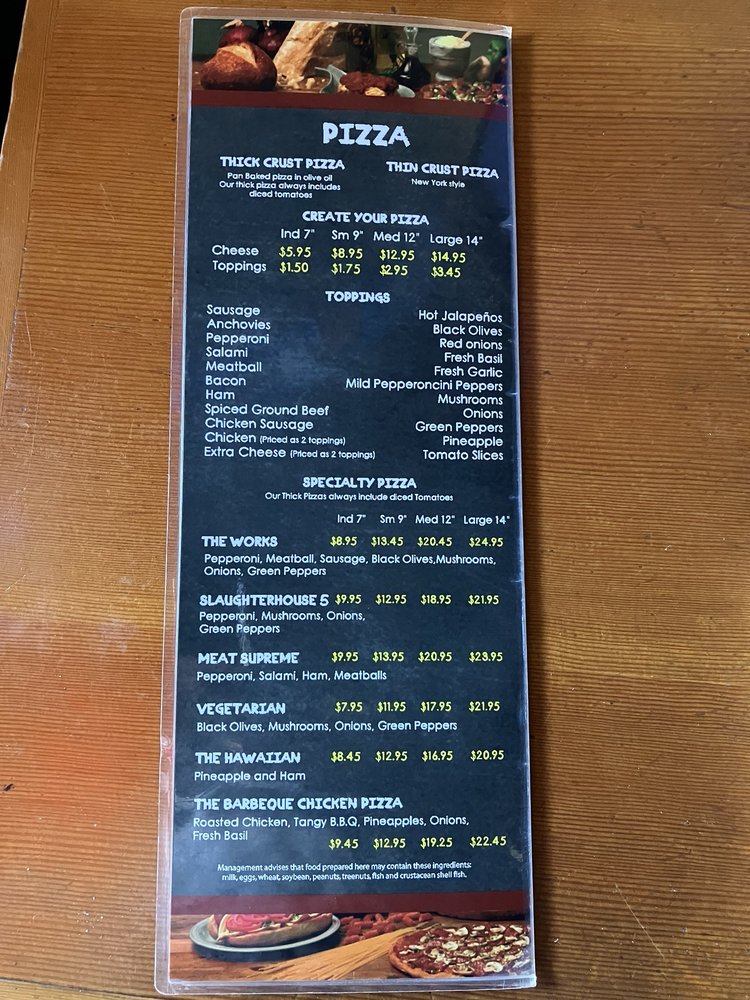 PIZZA
THICK CRUST PIZZA
Pan Baked pizza in olive oil
Our thick pizza always includes
diced tomatoes
THIN CRUST PIZZA
New York style
CREATE YOUR PIZZA
Ind 7" Sm 9" Med 12" Large 14"
Cheese $5.95 $8.95 $12.95 $14.95
Toppings $1.50 $1.75 $2.95 $3.45
TOPPINGS
Sausage
Anchovies
Pepperoni
Salami
Meatball
Bacon
Ham
Spiced Ground Beef
Chicken Sausage
Chicken (Priced as 2 toppings)
Extra Cheese (Priced as 2 toppings)
Hot Jalapeños
Black Olives
Red onions
Fresh Basil
Fresh Garlic
Mild Pepperoncini Peppers
Mushrooms
Onions
Green Peppers
Pineapple
Tomato Slices
SPECIALTY PIZZA
Our Thick Pizzas always include diced Tomatoes
Ind 7" Sm 9" Med 12" Large 14"
THE WORKS $8.95 $13.45 $20.45 $24.95
Pepperoni, Meatball, Sausage, Black Olives,Mushrooms,
Onions, Green Peppers
SLAUGHTERHOUSE 5 $9.95 $12.95 $18.95 $21.95
Pepperoni, Mushrooms, Onions,
Green Peppers
MEAT SUPREME $9.95 $13.95 $20.95 $23.95
Pepperoni, Salami, Ham, Meatballs
VEGETARIAN $7.95 $11.95 $17.95 $21.95
Black Olives, Mushrooms, Onions, Green Peppers
THE HAWAIIAN $8.45 $12.95 $16.95 $20.95
Pineapple and Ham
THE BARBEQUE CHICKEN PIZZA
Roasted Chicken, Tangy B.B.Q, Pineapples, Onions,
Fresh Basil
$9.45 $12.95 $19.25 $22.45
Management advises that food prepared here may contain these ingredients:
milk, eggs, wheat, soybean, peanuts, treenuts, fish and crustacean shell fish.